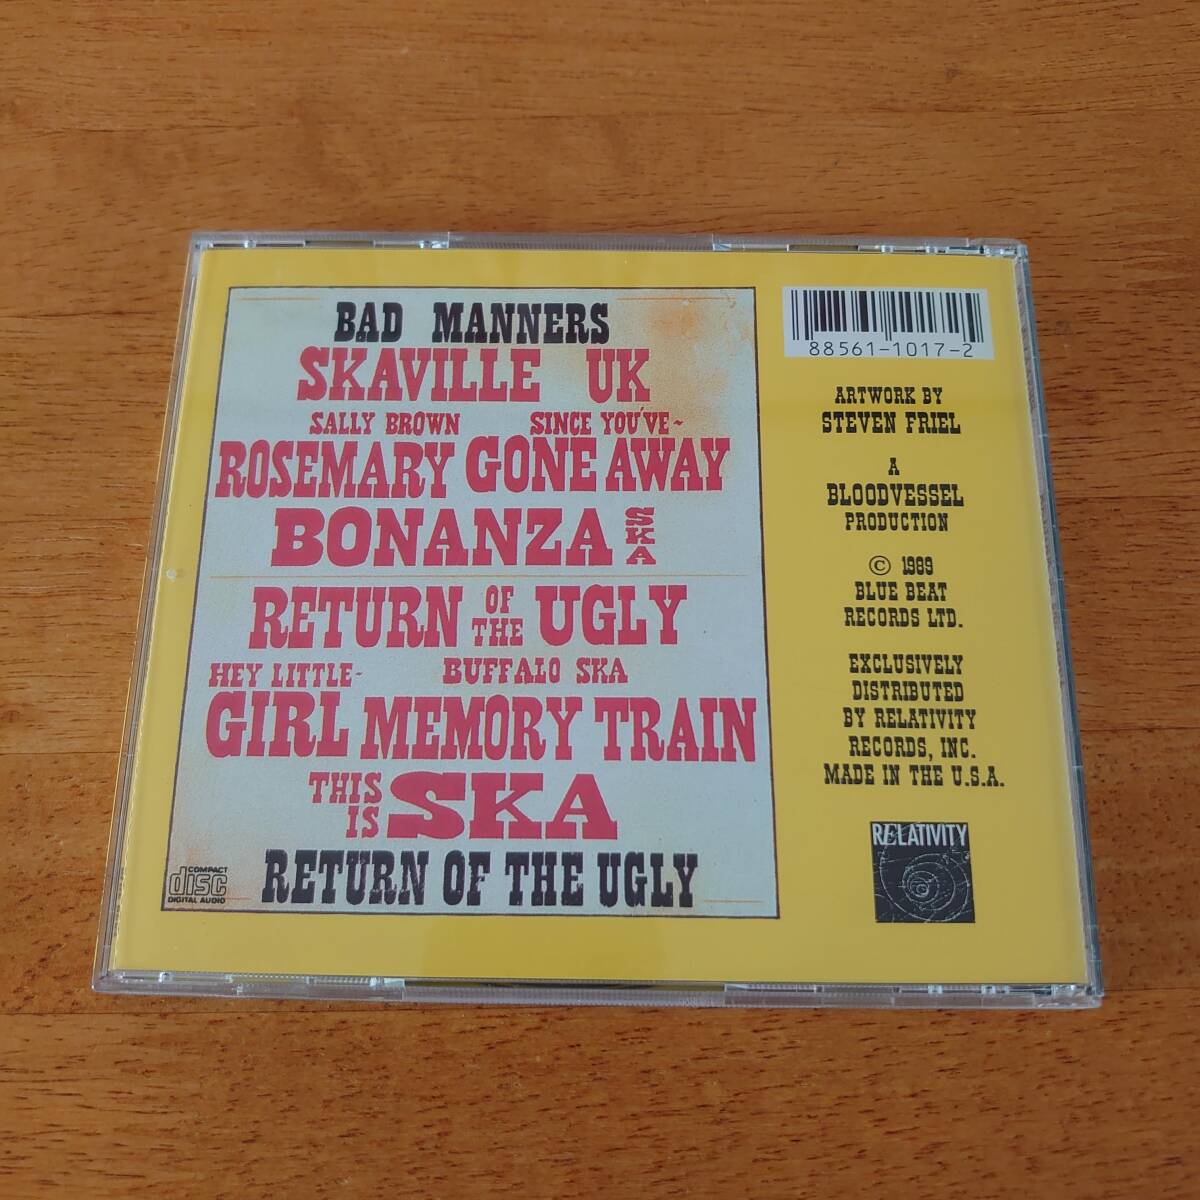 BAD MANNERS
SKAVILLE UK
SALLY BROWN SINCE YOU'VE-
ROSEMARY GONE AWAY
BONANZA SKA
RETURN OF THE UGLY
HEY LITTLE- BUFFALO SKA
GIRL MEMORY TRAIN
THIS IS SKA
RETURN OF THE UGLY
COMPACT
disc
DIGITAL AUDIO
88561-1017-2
ARTWORK BY
STEVEN FRIEL
A
BLOODVESSEL
PRODUCTION
© 1989
BLUE BEAT
RECORDS LTD.
EXCLUSIVELY
DISTRIBUTED
BY RELATIVITY
RECORDS, INC.
MADE IN THE U.S.A.
RELATIVITY